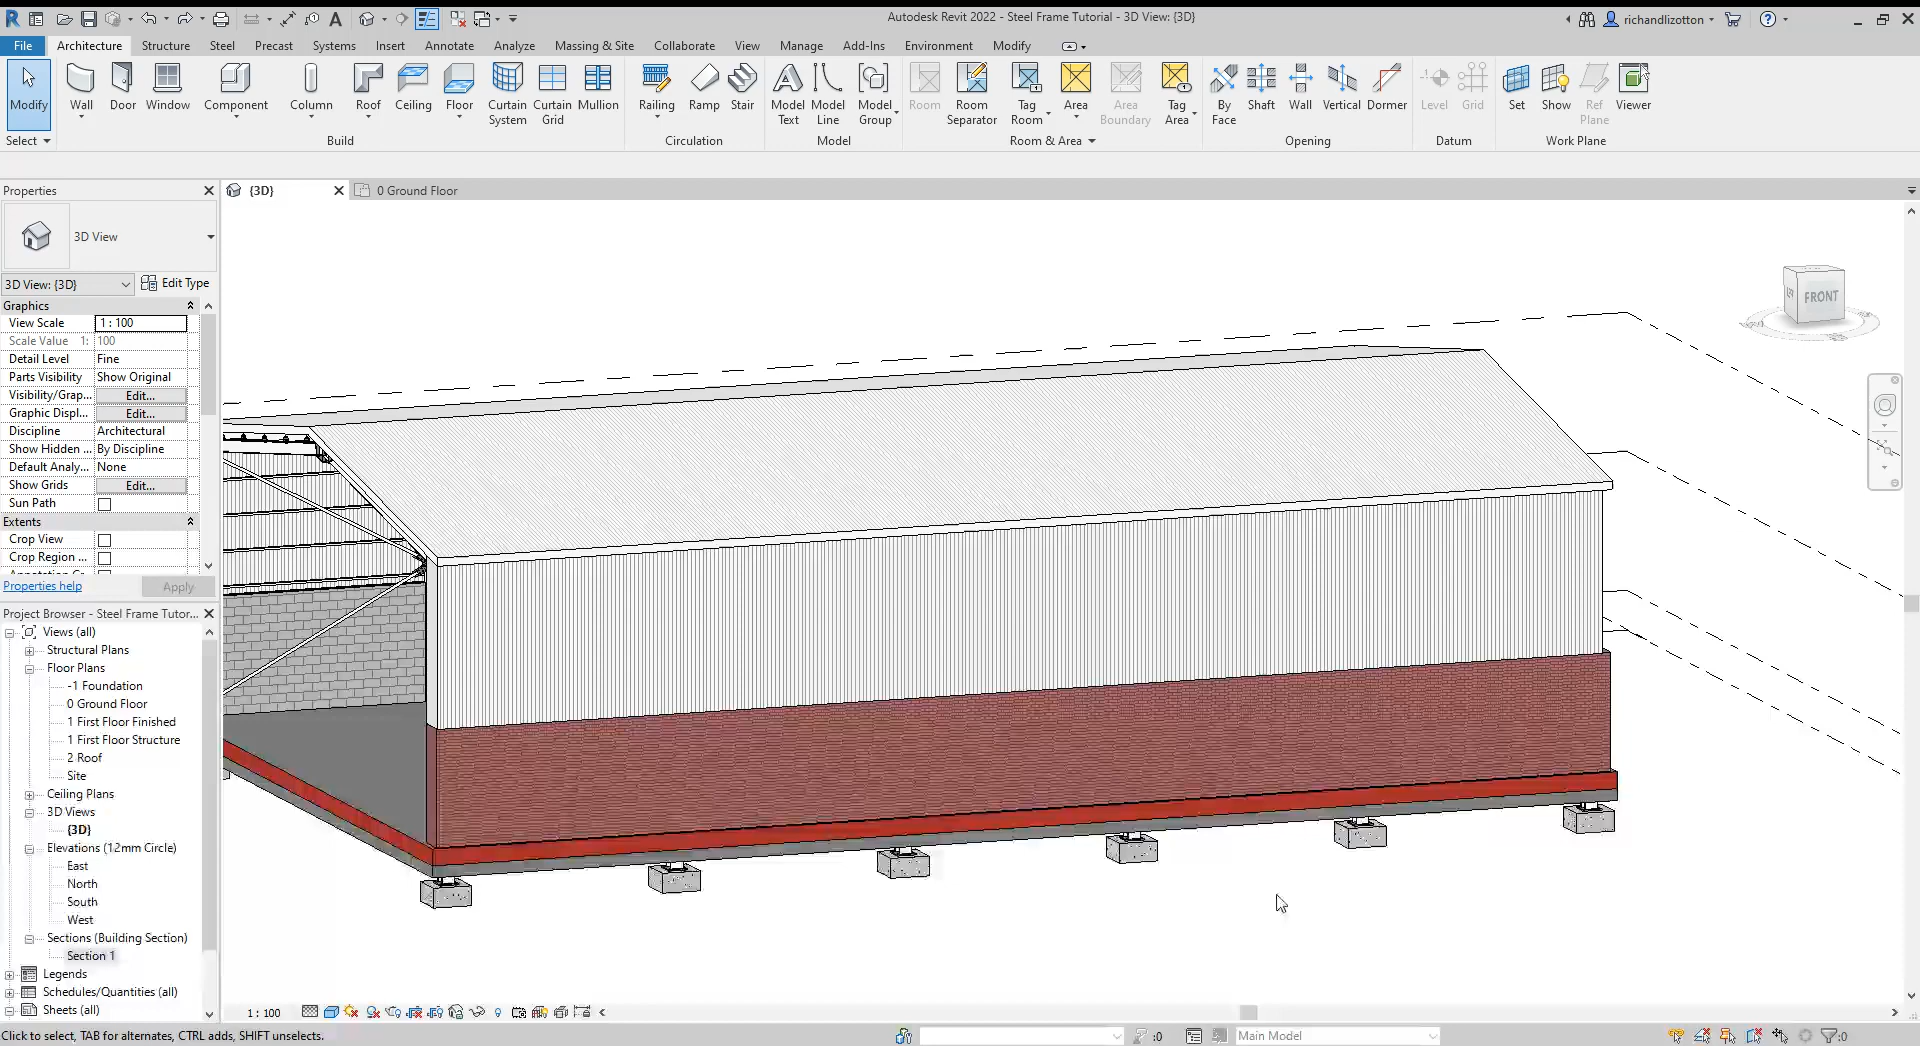 Autodesk Revit 2022 - Steel Frame Tutorial - 3D View: {3D}
richandlizotton
File Architecture Structure Steel Precast Systems Insert Annotate Analyze Massing & Site Collaborate View Manage Add-Ins Environment Modify
Modify Wall Door Window Component Column Roof Ceiling Floor Curtain System Curtain Grid Mullion Railing Ramp Stair Model Text Model Line Model Group Room Room Separator Tag Room Area Area Boundary Tag Area By Face Shaft Wall Vertical Dormer Level Grid Set Show Ref Plane Viewer
Select Build Circulation Model Room & Area Opening Datum Work Plane
Properties
{3D}
0 Ground Floor
3D View
3D View: {3D}
Edit Type
Graphics
View Scale 1 : 100
Scale Value 1: 100
Detail Level Fine
Parts Visibility Show Original
Visibility/Grap... Edit...
Graphic Displ... Edit...
Discipline Architectural
Show Hidden ... By Discipline
Default Analy... None
Show Grids Edit...
Sun Path
Extents
Crop View
Crop Region ...
Properties help Apply
Project Browser - Steel Frame Tutor...
Views (all)
Structural Plans
Floor Plans
-1 Foundation
0 Ground Floor
1 First Floor Finished
1 First Floor Structure
2 Roof
Site
Ceiling Plans
3D Views
{3D}
Elevations (12mm Circle)
East
North
South
West
Sections (Building Section)
Section 1
Legends
Schedules/Quantities (all)
Sheets (all)
FRONT
1 : 100
Click to select, TAB for alternates, CTRL adds, SHIFT unselects.
:0
Main Model
:0